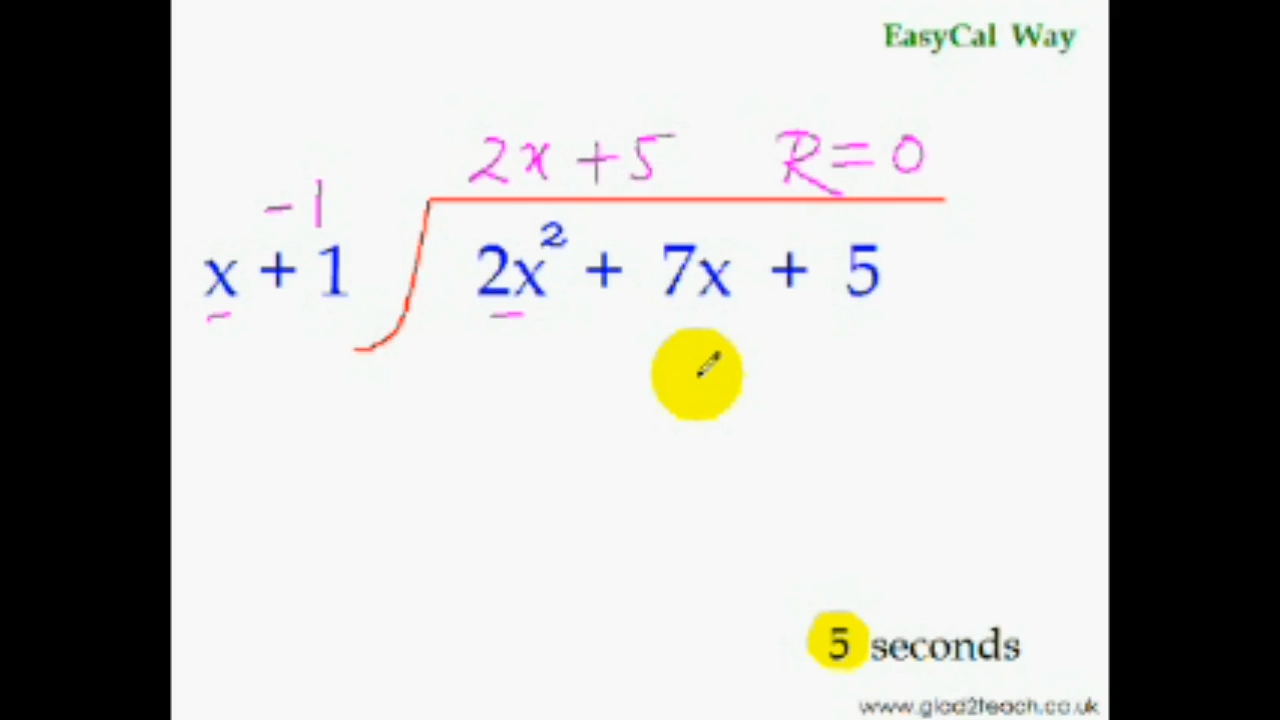 EasyCal Way
2x + 5 R = 0
- 1
x + 1 2x² + 7x + 5
5 seconds
www.glad2teach.co.uk